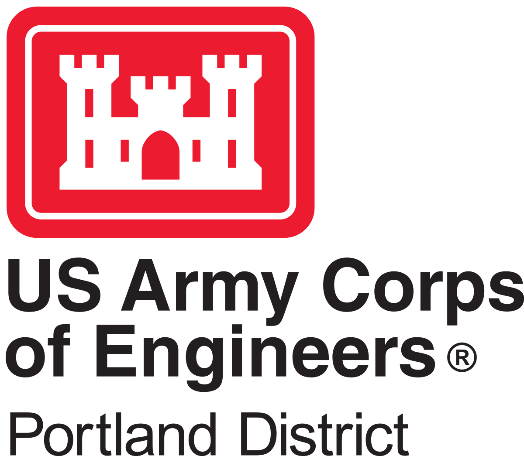 US Army Corps
of Engineers®
Portland District